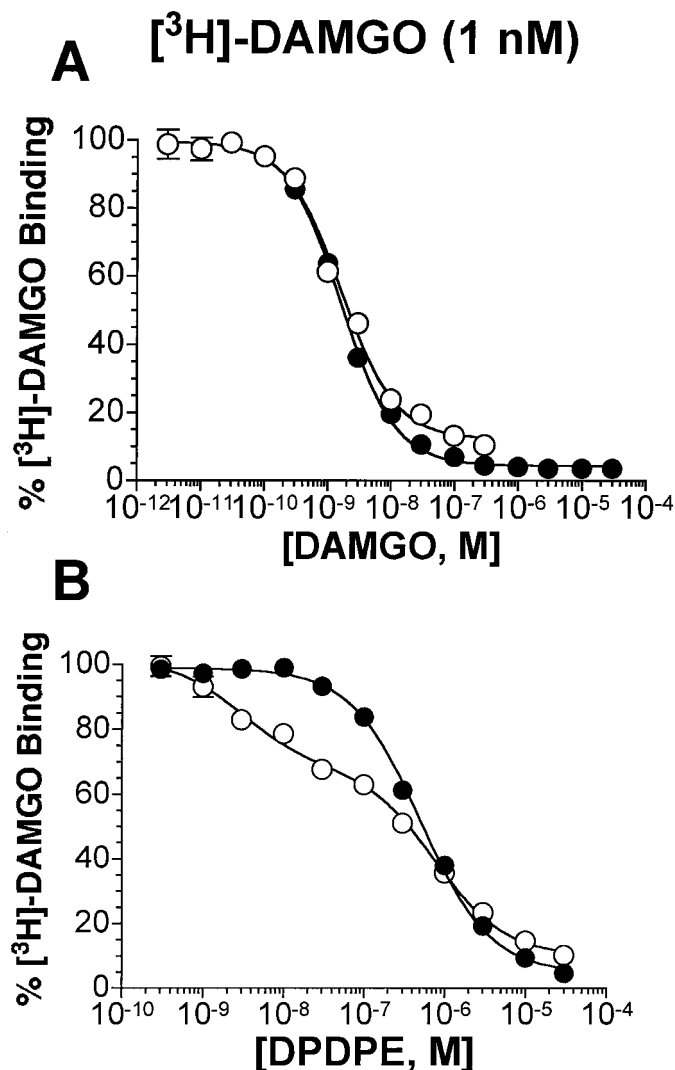 [³H]-DAMGO (1 nM)
A
% [³H]-DAMGO Binding
100
80
60
40
20
0
10⁻¹² 10⁻¹¹ 10⁻¹⁰ 10⁻⁹ 10⁻⁸ 10⁻⁷ 10⁻⁶ 10⁻⁵ 10⁻⁴
[DAMGO, M]
B
% [³H]-DAMGO Binding
100
80
60
40
20
0
10⁻¹⁰ 10⁻⁹ 10⁻⁸ 10⁻⁷ 10⁻⁶ 10⁻⁵ 10⁻⁴
[DPDPE, M]